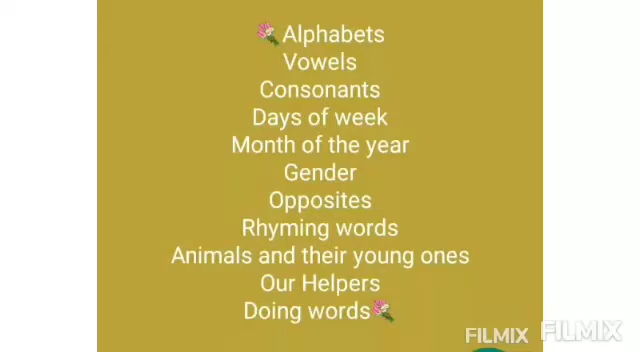 💐Alphabets
Vowels
Consonants
Days of week
Month of the year
Gender
Opposites
Rhyming words
Animals and their young ones
Our Helpers
Doing words💐
FILMIX FILMIX